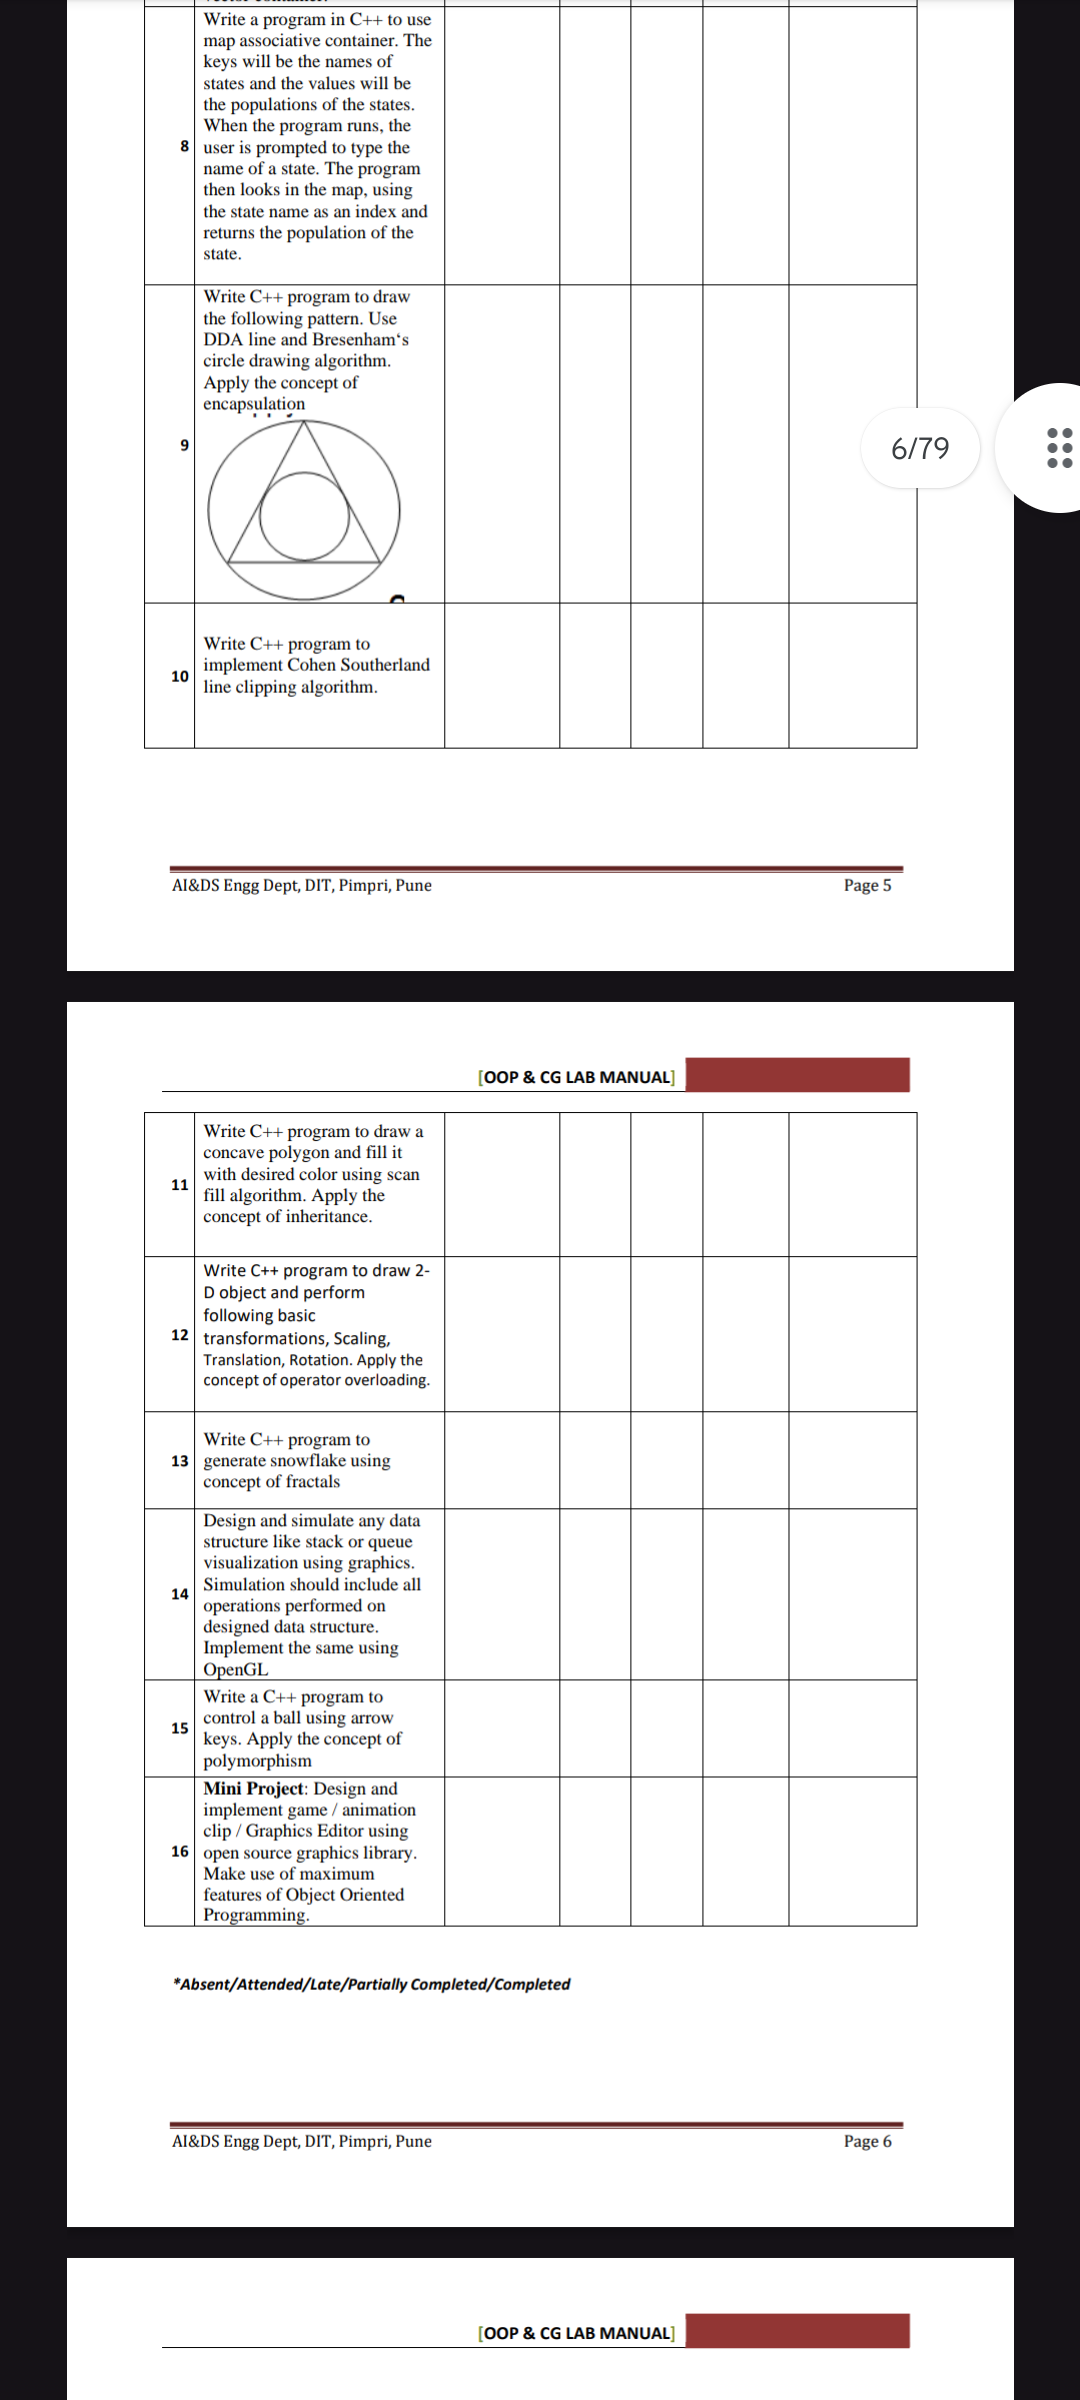 Write a program in C++ to use
map associative container. The
keys will be the names of
states and the values will be
the populations of the states.
When the program runs, the
8 user is prompted to type the
name of a state. The program
then looks in the map, using
the state name as an index and
returns the population of the
state.
Write C++ program to draw
the following pattern. Use
DDA line and Bresenham‘s
circle drawing algorithm.
Apply the concept of
encapsulation
9
6/79
Write C++ program to
10 implement Cohen Southerland
line clipping algorithm.
AI&DS Engg Dept, DIT, Pimpri, Pune Page 5
[OOP & CG LAB MANUAL]
Write C++ program to draw a
concave polygon and fill it
11 with desired color using scan
fill algorithm. Apply the
concept of inheritance.
Write C++ program to draw 2-
D object and perform
following basic
12 transformations, Scaling,
Translation, Rotation. Apply the
concept of operator overloading.
Write C++ program to
13 generate snowflake using
concept of fractals
Design and simulate any data
structure like stack or queue
visualization using graphics.
14 Simulation should include all
operations performed on
designed data structure.
Implement the same using
OpenGL
Write a C++ program to
15 control a ball using arrow
keys. Apply the concept of
polymorphism
Mini Project: Design and
implement game / animation
clip / Graphics Editor using
16 open source graphics library.
Make use of maximum
features of Object Oriented
Programming.
*Absent/Attended/Late/Partially Completed/Completed
AI&DS Engg Dept, DIT, Pimpri, Pune Page 6
[OOP & CG LAB MANUAL]